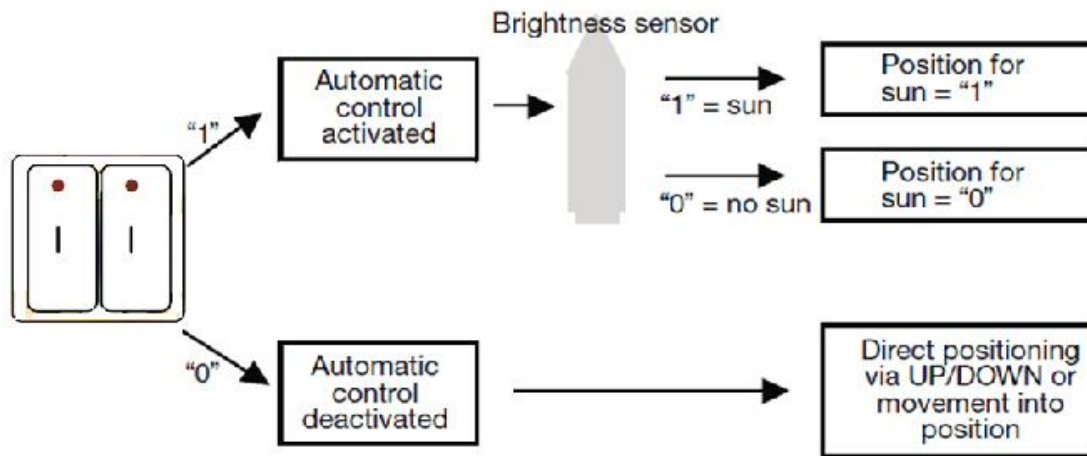 Brightness sensor
Automatic
control
activated
“1”
“1” = sun
Position for
sun = “1”
“0” = no sun
Position for
sun = “0”
“0”
Automatic
control
deactivated
Direct positioning
via UP/DOWN or
movement into
position